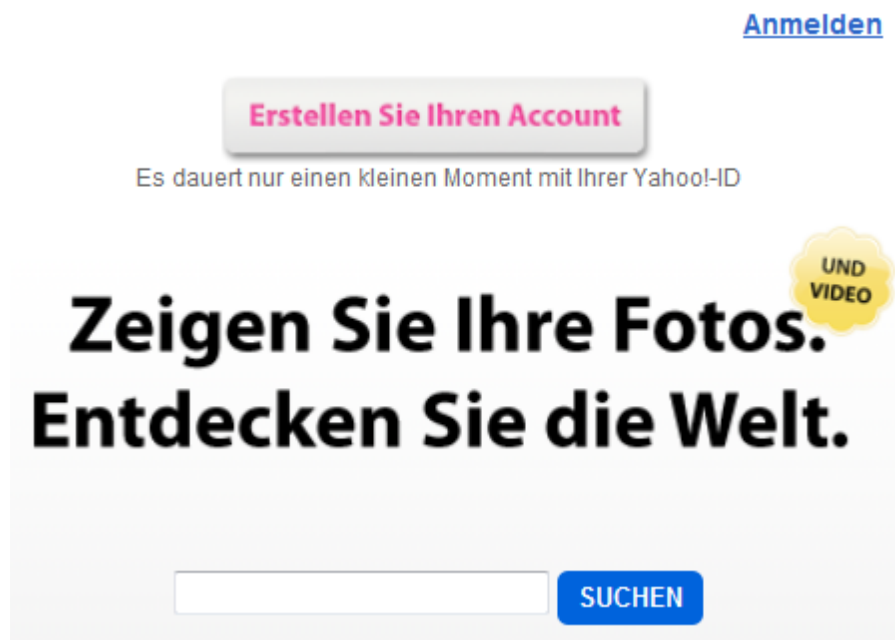 Anmelden
Erstellen Sie Ihren Account
Es dauert nur einen kleinen Moment mit Ihrer Yahoo!-ID
UND
VIDEO
Zeigen Sie Ihre Fotos.
Entdecken Sie die Welt.
SUCHEN